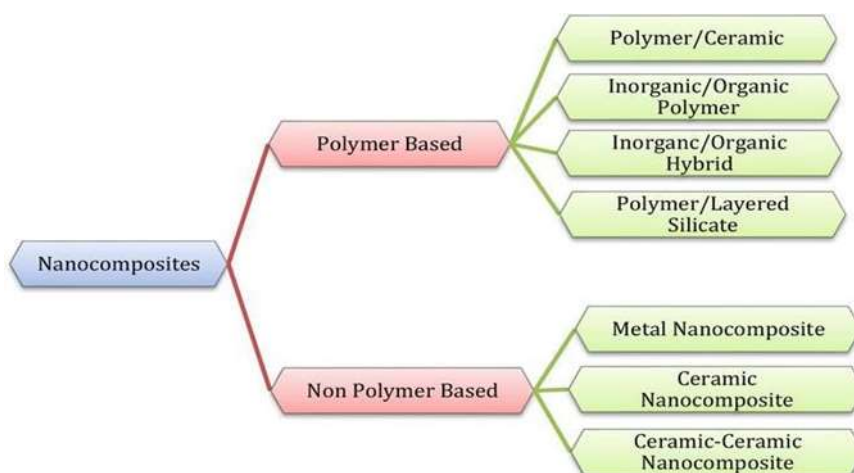 Polymer/Ceramic
Inorganic/Organic
Polymer
Polymer Based
Inorganc/Organic
Hybrid
Polymer/Layered
Silicate
Nanocomposites
Metal Nanocomposite
Non Polymer Based
Ceramic
Nanocomposite
Ceramic-Ceramic
Nanocomposite